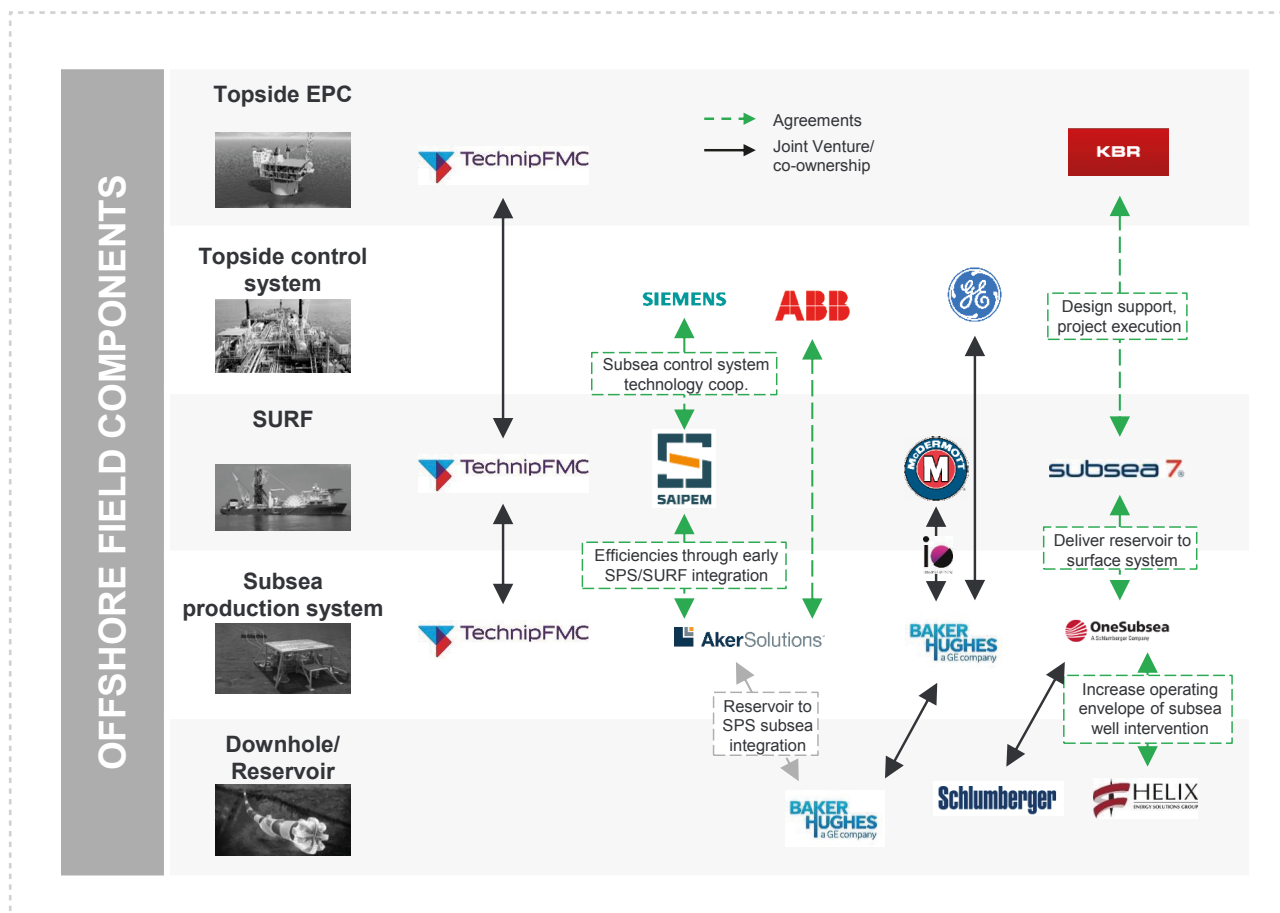 OFFSHORE FIELD COMPONENTS
Topside EPC
TechnipFMC
Agreements
Joint Venture/
co-ownership
KBR
Topside control
system
SIEMENS
ABB
GE
Design support,
project execution
Subsea control system
technology coop.
SURF
TechnipFMC
SAIPEM
MCDERMOTT
M
subsea 7
Efficiencies through early
SPS/SURF integration
io
Deliver reservoir to
surface system
Subsea
production system
TechnipFMC
AkerSolutions
BAKER
HUGHES
a GE company
OneSubsea
A Schlumberger Company
Reservoir to
SPS subsea
integration
Increase operating
envelope of subsea
well intervention
Downhole/
Reservoir
BAKER
HUGHES
a GE company
Schlumberger
HELIX
ENERGY SOLUTIONS GROUP